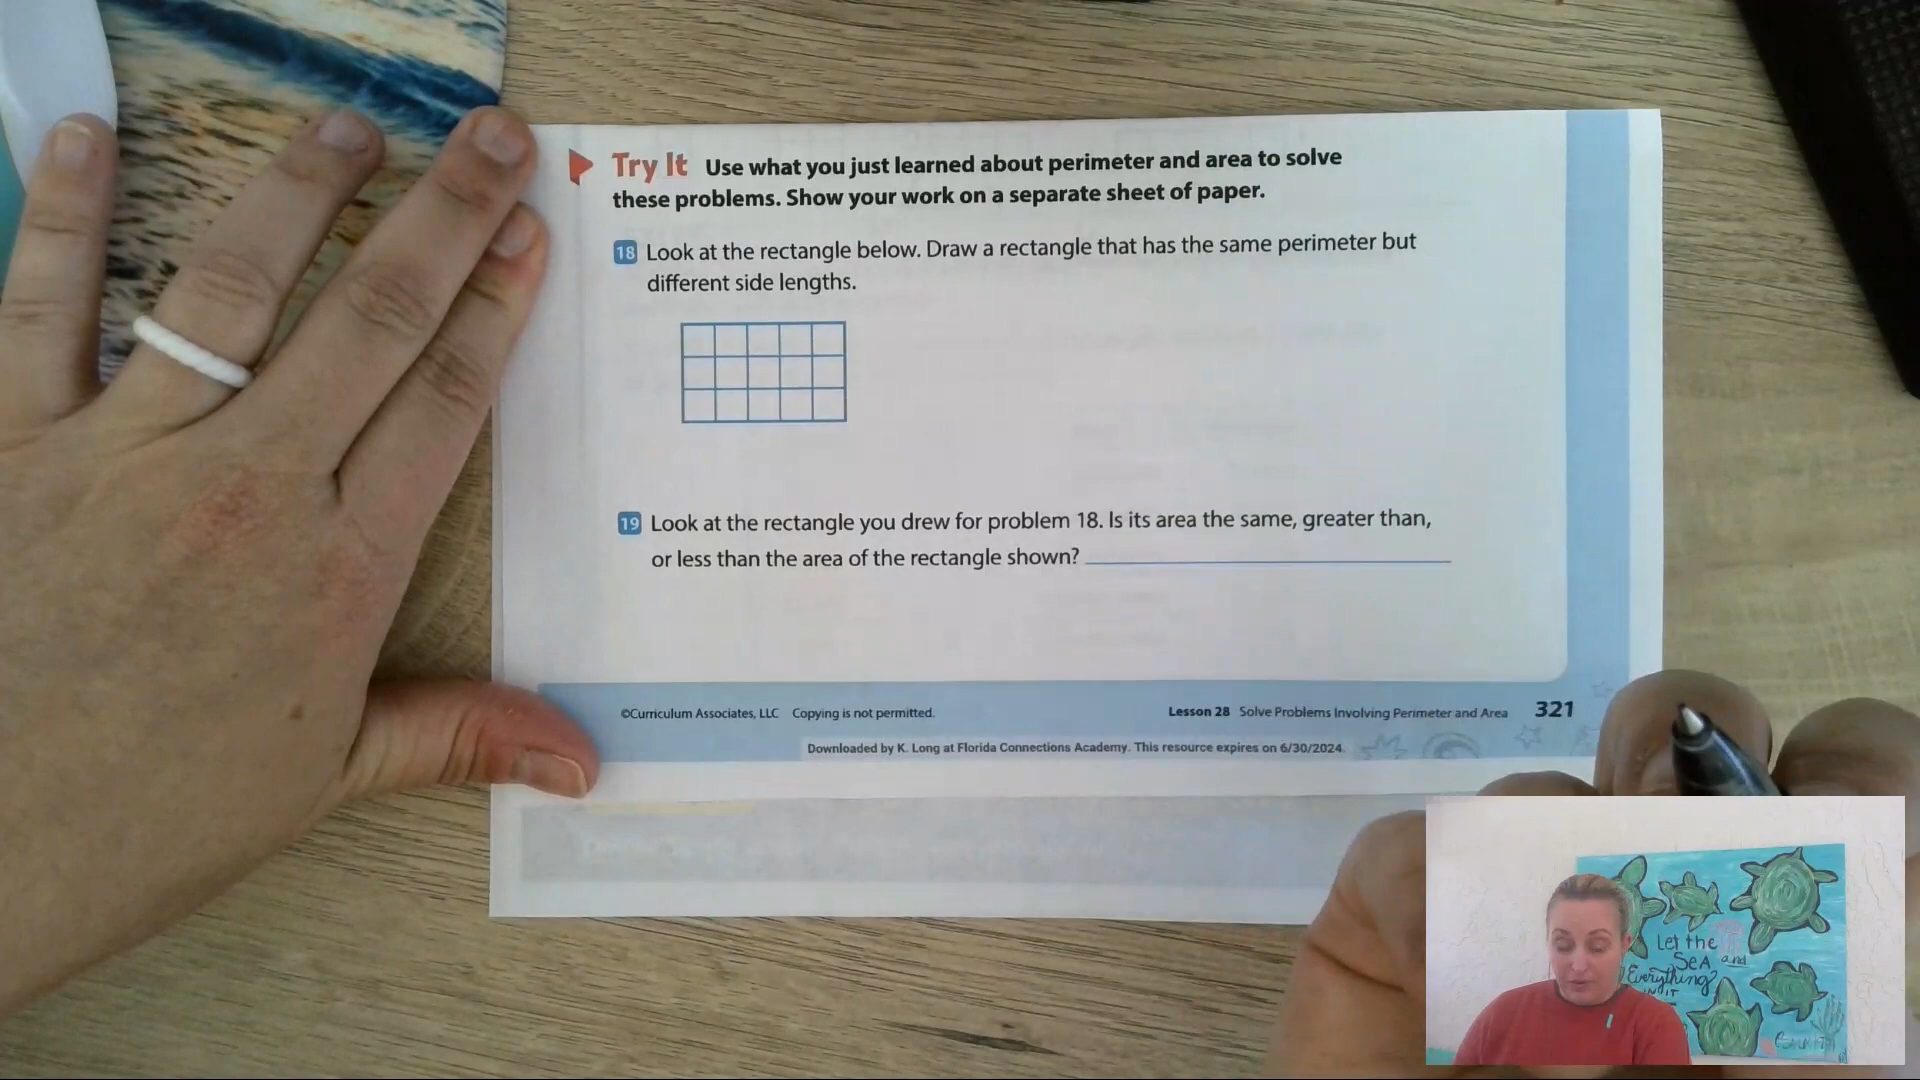 Try It Use what you just learned about perimeter and area to solve
these problems. Show your work on a separate sheet of paper.
18 Look at the rectangle below. Draw a rectangle that has the same perimeter but
different side lengths.
19 Look at the rectangle you drew for problem 18. Is its area the same, greater than,
or less than the area of the rectangle shown?
©Curriculum Associates, LLC Copying is not permitted.
Lesson 28 Solve Problems Involving Perimeter and Area 321
Downloaded by K. Long at Florida Connections Academy. This resource expires on 6/30/2024.
Let the
SeA and
Everything
IN IT